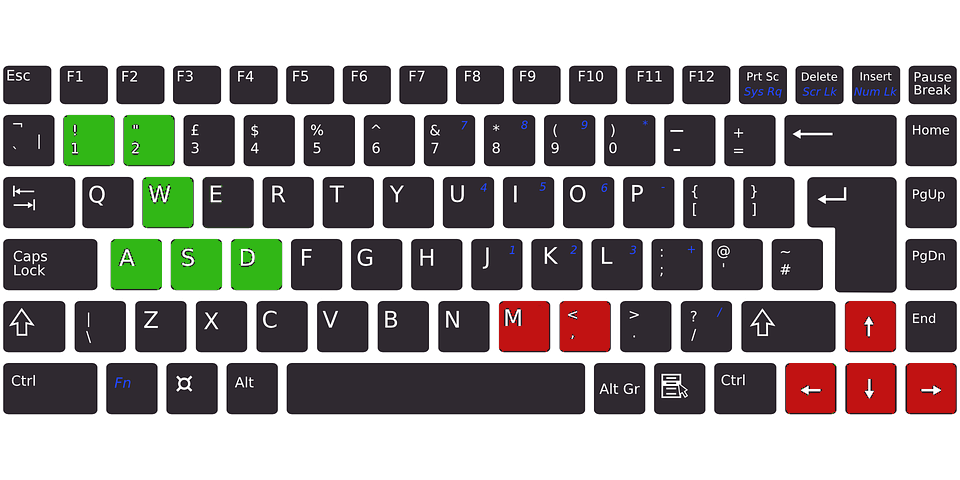 Esc F1 F2 F3 F4 F5 F6 F7 F8 F9 F10 F11 F12 Prt Sc Delete Insert Pause
Sys Rq Scr Lk Num Lk Break
¬ | ! " £ $ % ^ & 7 * 8 ( 9 ) * _ + Home
` 1 2 3 4 5 6 7 8 9 0 - =
Q W E R T Y U 4 I 5 O 6 P - { } PgUp
[ ]
Caps A S D F G H J 1 K 2 L 3 : + @ ~ PgDn
Lock ; ' #
| Z X C V B N M < > ? / End
\ , . /
Ctrl Fn Alt Alt Gr Ctrl